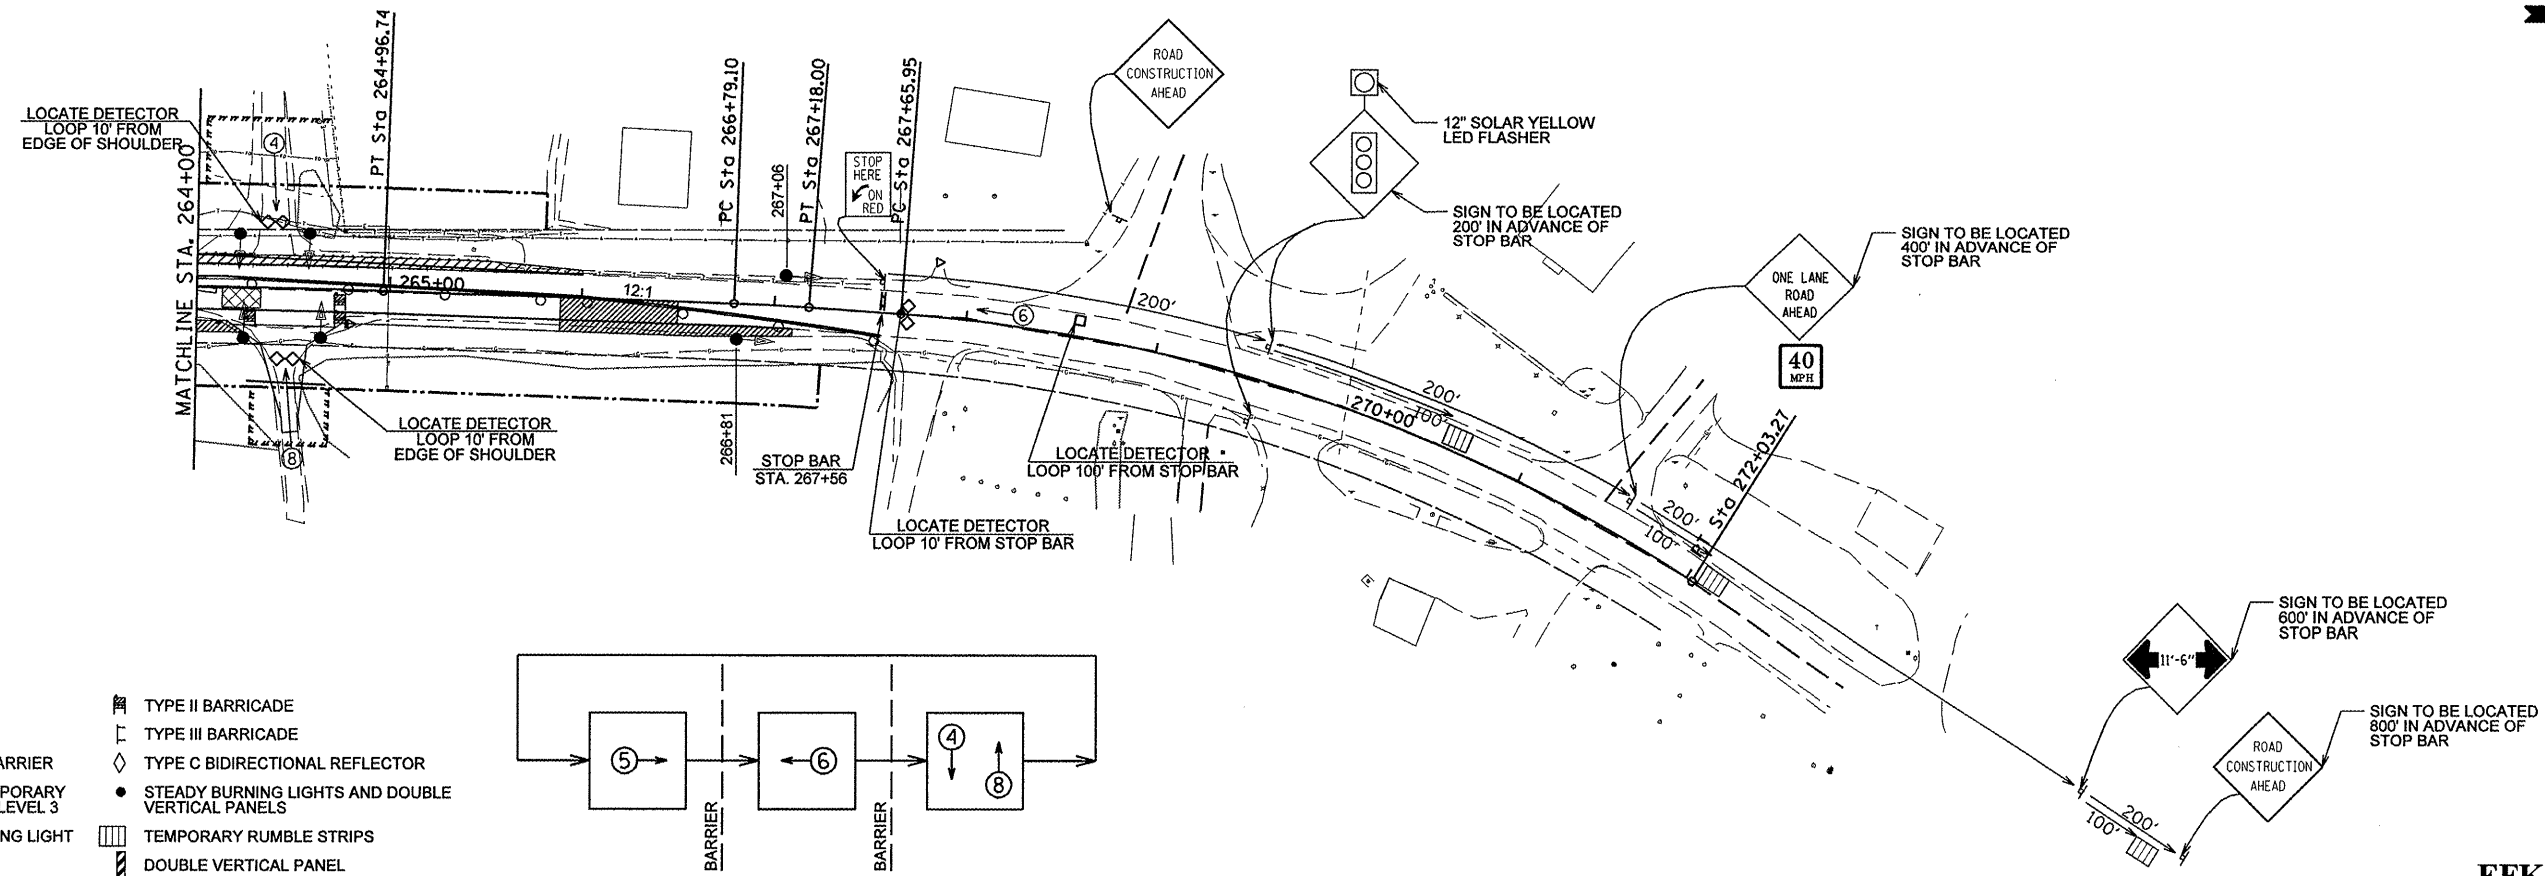 LOCATE DETECTOR
LOOP 10' FROM
EDGE OF SHOULDER
MATCHLINE STA. 264+00
4
PT Sta 264+96.74
PC Sta 266+79.10
267+06
PT Sta 267+18.00
STOP
HERE
ON
RED
PC Sta 267+65.95
ROAD
CONSTRUCTION
AHEAD
12" SOLAR YELLOW
LED FLASHER
SIGN TO BE LOCATED
200' IN ADVANCE OF
STOP BAR
ONE LANE
ROAD
AHEAD
SIGN TO BE LOCATED
400' IN ADVANCE OF
STOP BAR
40
MPH
265+00
12:1
6
200'
200'
100'
270+00
200'
100'
PT Sta 272+03.27
8
LOCATE DETECTOR
LOOP 10' FROM
EDGE OF SHOULDER
266+81
STOP BAR
STA. 267+56
LOCATE DETECTOR
LOOP 100' FROM STOP BAR
LOCATE DETECTOR
LOOP 10' FROM STOP BAR
11'-6"
SIGN TO BE LOCATED
600' IN ADVANCE OF
STOP BAR
ROAD
CONSTRUCTION
AHEAD
SIGN TO BE LOCATED
800' IN ADVANCE OF
STOP BAR
200'
100'
TYPE II BARRICADE
TYPE III BARRICADE
TYPE C BIDIRECTIONAL REFLECTOR
STEADY BURNING LIGHTS AND DOUBLE
VERTICAL PANELS
TEMPORARY RUMBLE STRIPS
DOUBLE VERTICAL PANEL
ARRIER
PORARY
LEVEL 3
NG LIGHT
5
BARRIER
6
BARRIER
4
8
EEK